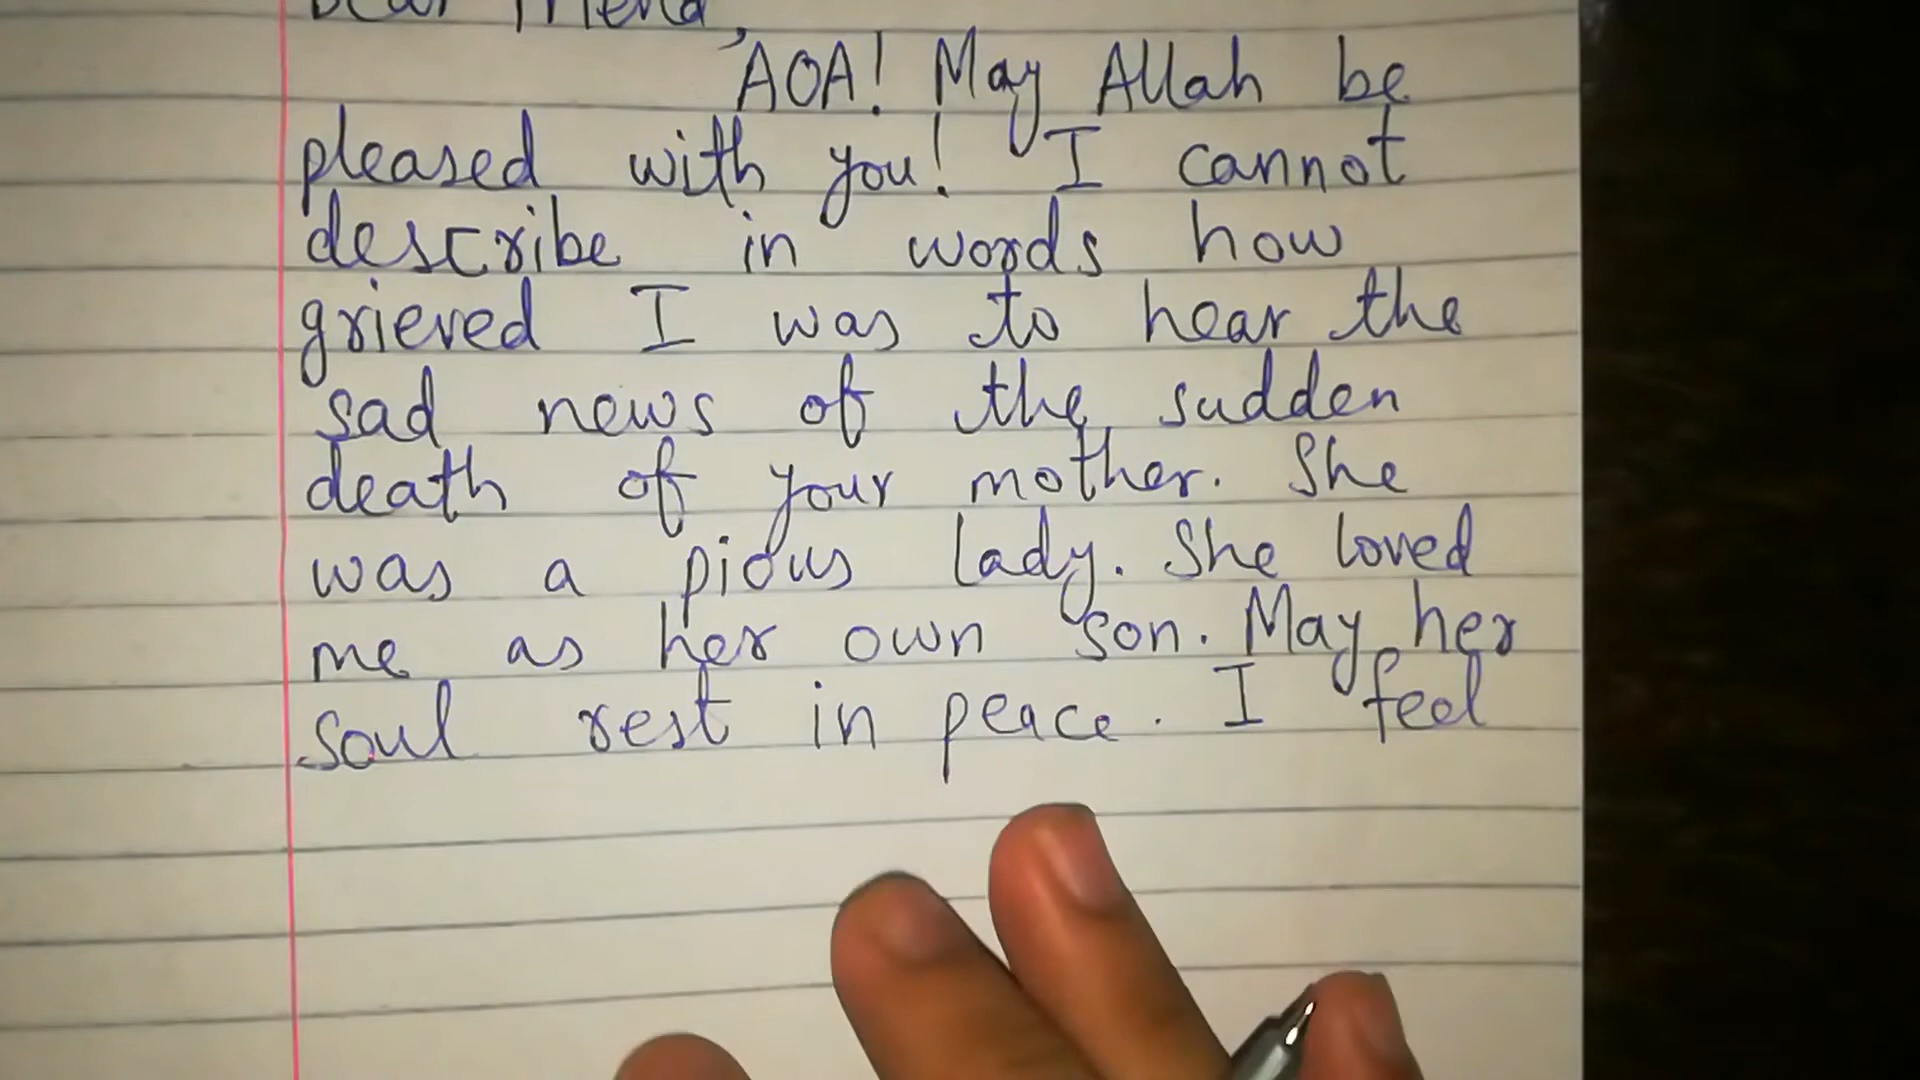 Dear Friend,
AOA! May Allah be
pleased with you! I cannot
describe in words how
grieved I was to hear the
sad news of the sudden
death of your mother. She
was a pious lady. She loved
me as her own son. May her
soul rest in peace. I feel